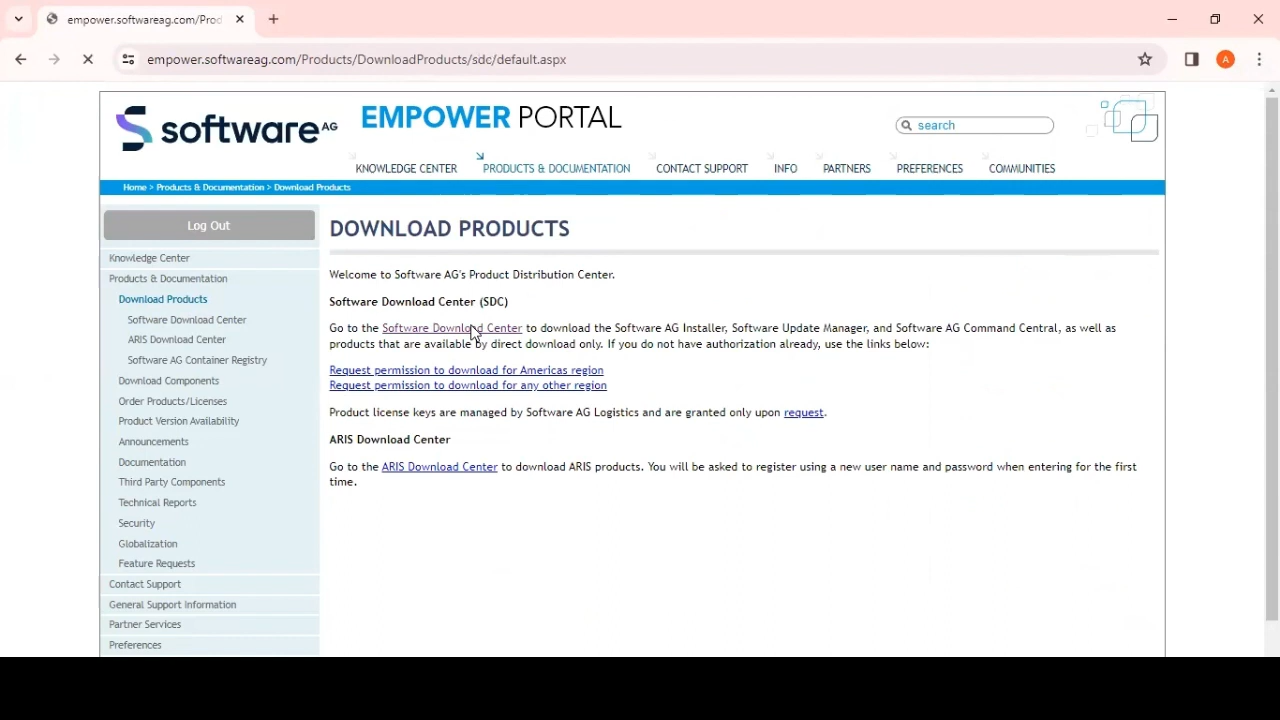 empower.softwareag.com/Prod
empower.softwareag.com/Products/DownloadProducts/sdc/default.aspx
A
software AG
EMPOWER PORTAL
search
KNOWLEDGE CENTER
PRODUCTS & DOCUMENTATION
CONTACT SUPPORT
INFO
PARTNERS
PREFERENCES
COMMUNITIES
Home > Products & Documentation > Download Products
Log Out
Knowledge Center
Products & Documentation
Download Products
Software Download Center
ARIS Download Center
Software AG Container Registry
Download Components
Order Products/Licenses
Product Version Availability
Announcements
Documentation
Third Party Components
Technical Reports
Security
Globalization
Feature Requests
Contact Support
General Support Information
Partner Services
Preferences
DOWNLOAD PRODUCTS
Welcome to Software AG's Product Distribution Center.
Software Download Center (SDC)
Go to the Software Download Center to download the Software AG Installer, Software Update Manager, and Software AG Command Central, as well as
products that are available by direct download only. If you do not have authorization already, use the links below:
Request permission to download for Americas region
Request permission to download for any other region
Product license keys are managed by Software AG Logistics and are granted only upon request.
ARIS Download Center
Go to the ARIS Download Center to download ARIS products. You will be asked to register using a new user name and password when entering for the first
time.